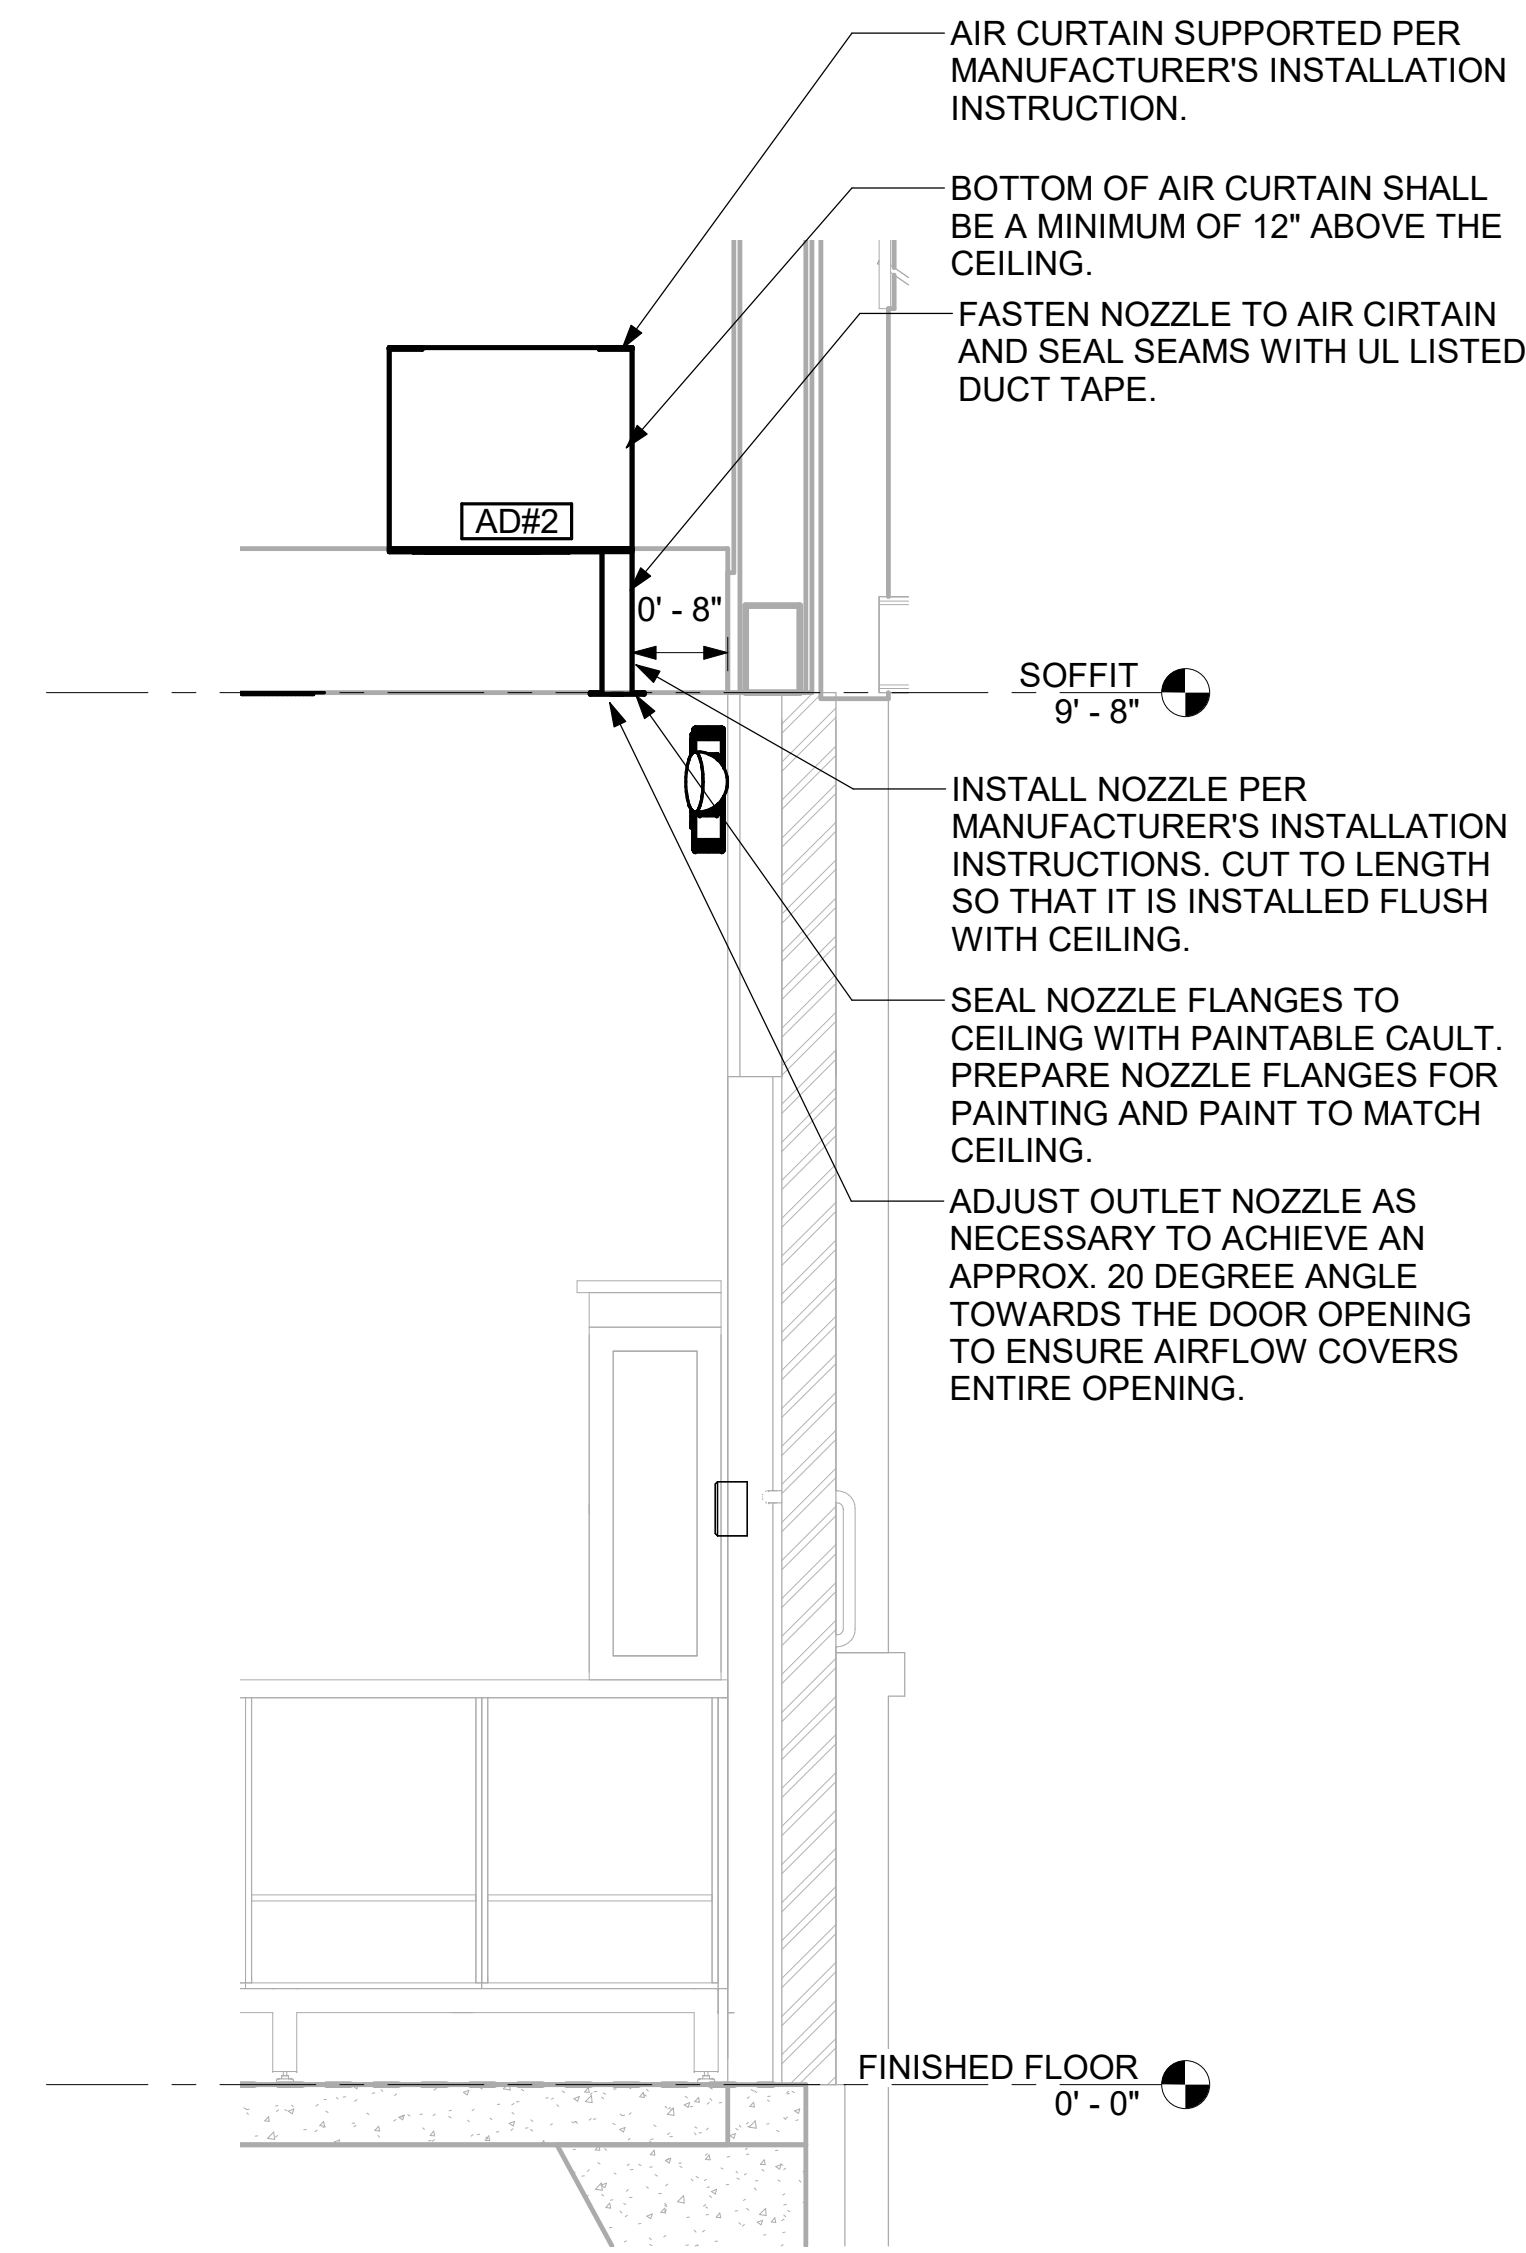 AIR CURTAIN SUPPORTED PER
MANUFACTURER'S INSTALLATION
INSTRUCTION.
BOTTOM OF AIR CURTAIN SHALL
BE A MINIMUM OF 12" ABOVE THE
CEILING.
FASTEN NOZZLE TO AIR CIRTAIN
AND SEAL SEAMS WITH UL LISTED
DUCT TAPE.
AD#2
0' - 8"
SOFFIT
9' - 8"
INSTALL NOZZLE PER
MANUFACTURER'S INSTALLATION
INSTRUCTIONS. CUT TO LENGTH
SO THAT IT IS INSTALLED FLUSH
WITH CEILING.
SEAL NOZZLE FLANGES TO
CEILING WITH PAINTABLE CAULT.
PREPARE NOZZLE FLANGES FOR
PAINTING AND PAINT TO MATCH
CEILING.
ADJUST OUTLET NOZZLE AS
NECESSARY TO ACHIEVE AN
APPROX. 20 DEGREE ANGLE
TOWARDS THE DOOR OPENING
TO ENSURE AIRFLOW COVERS
ENTIRE OPENING.
FINISHED FLOOR
0' - 0"